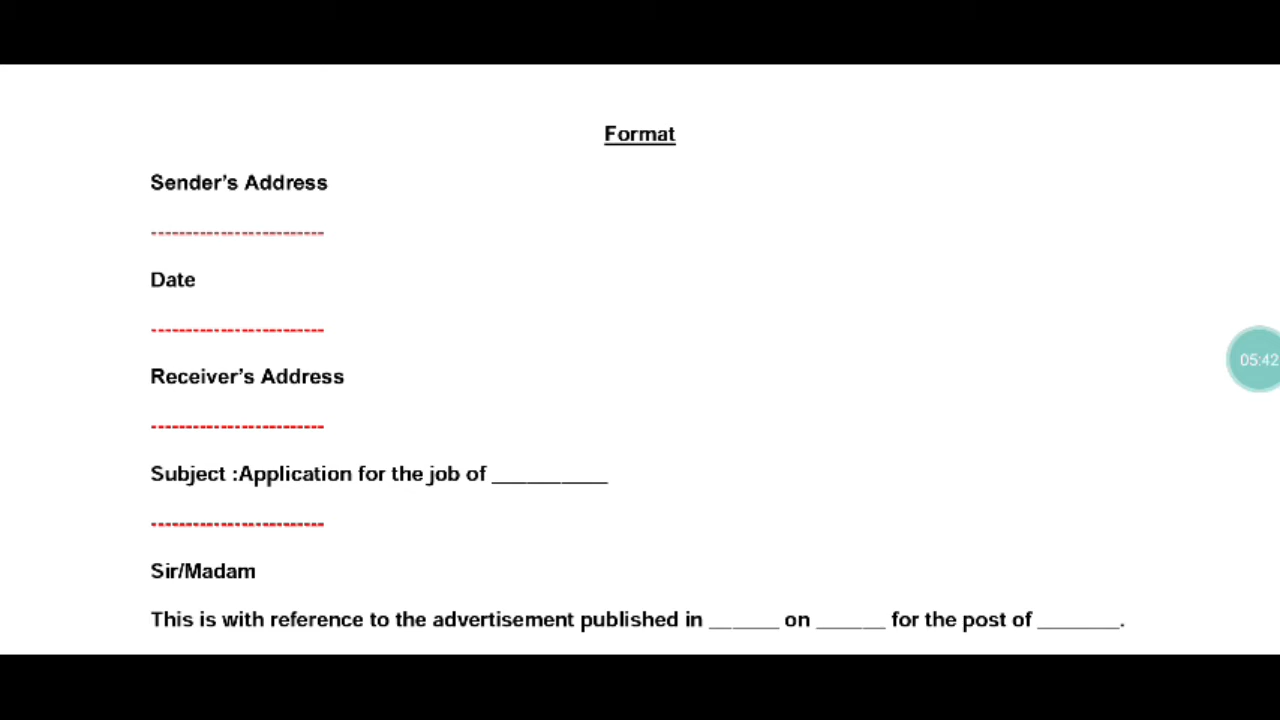 Format
Sender’s Address
-------------------------
Date
-------------------------
Receiver’s Address
-------------------------
Subject :Application for the job of __________
-------------------------
Sir/Madam
This is with reference to the advertisement published in ______ on ______ for the post of _______.
05:42